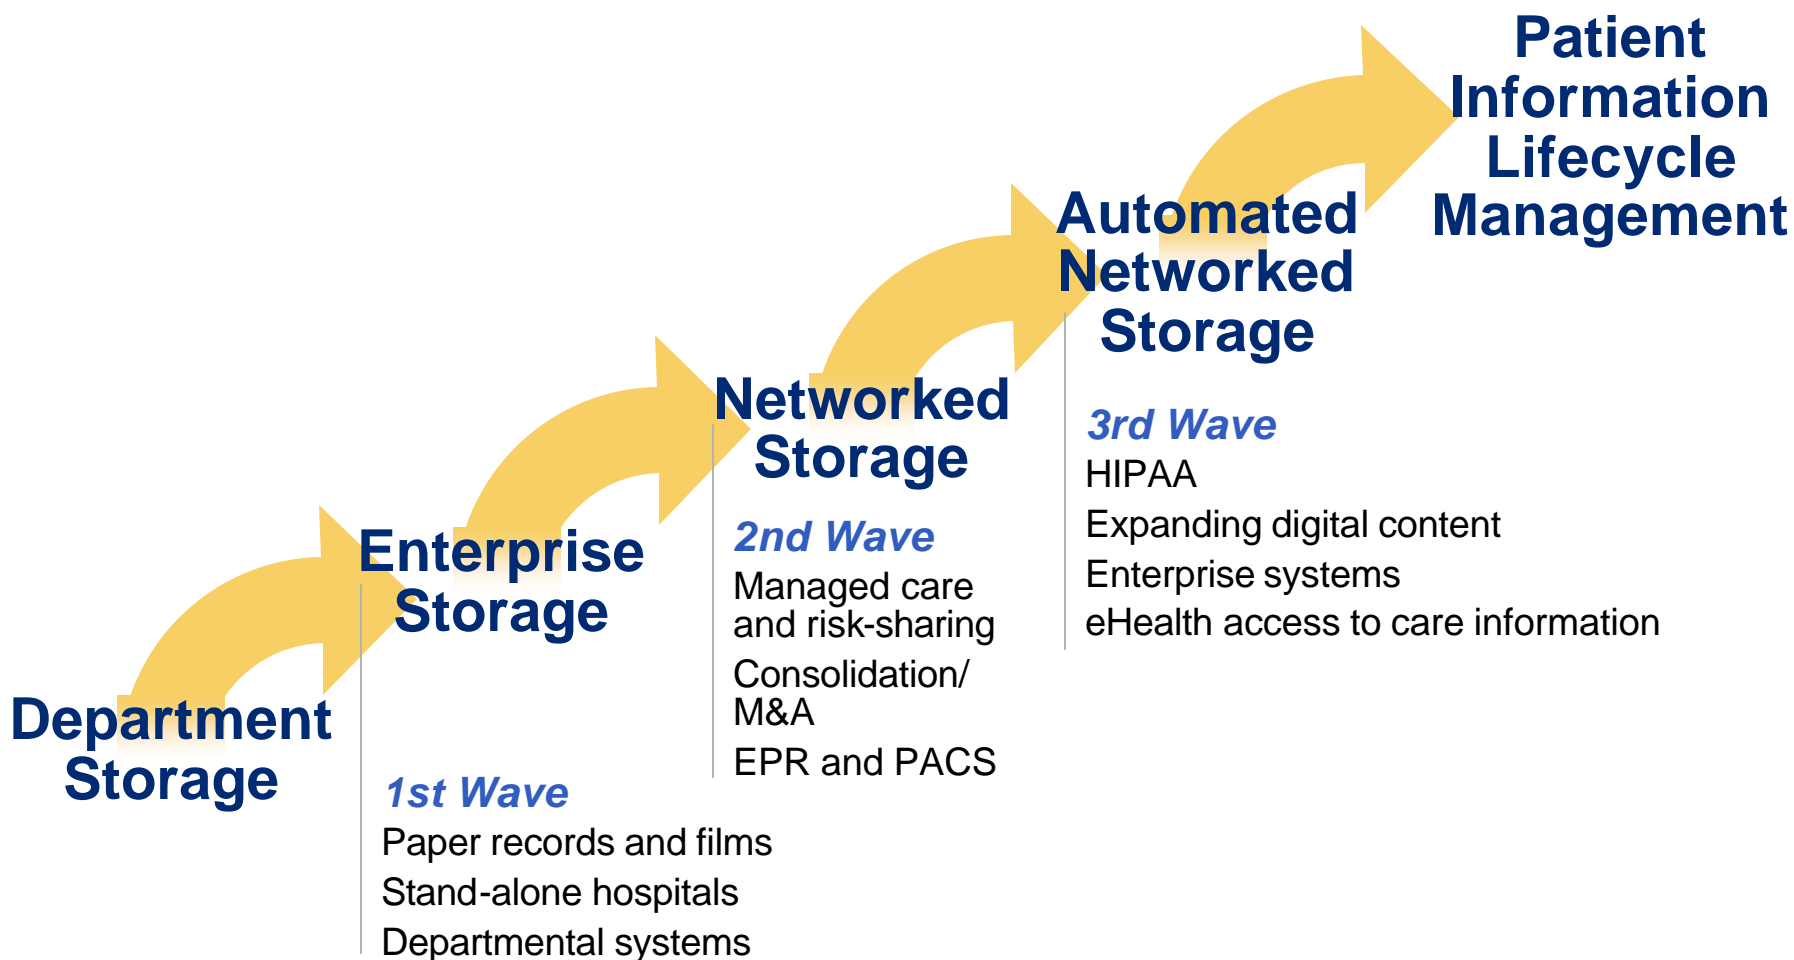 Department
Storage
Enterprise
Storage
1st Wave
Paper records and films
Stand-alone hospitals
Departmental systems
Networked
Storage
2nd Wave
Managed care
and risk-sharing
Consolidation/
M&A
EPR and PACS
Automated
Networked
Storage
3rd Wave
HIPAA
Expanding digital content
Enterprise systems
eHealth access to care information
Patient
Information
Lifecycle
Management